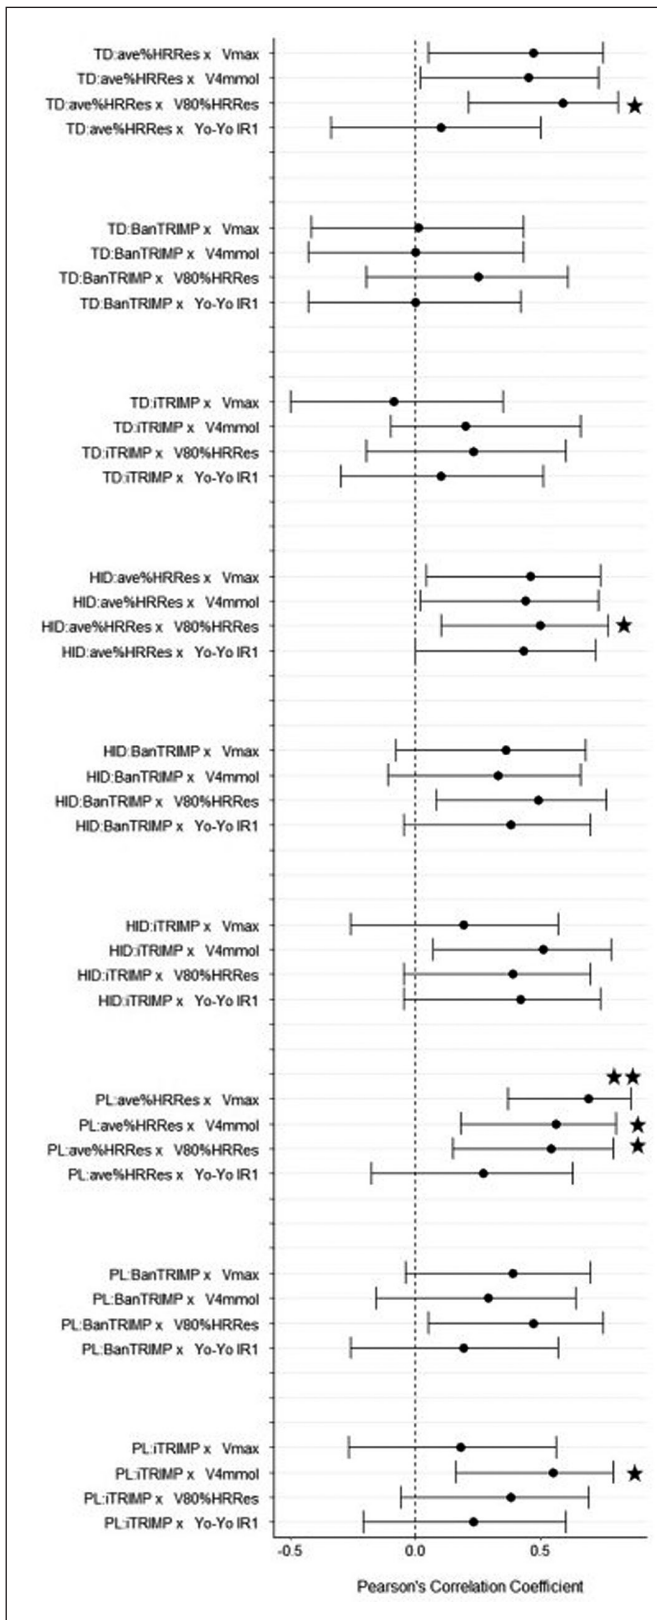 TD:ave%HRRes x Vmax
TD:ave%HRRes x V4mmol
TD:ave%HRRes x V80%HRRes
TD:ave%HRRes x Yo-Yo IR1
TD:BanTRIMP x Vmax
TD:BanTRIMP x V4mmol
TD:BanTRIMP x V80%HRRes
TD:BanTRIMP x Yo-Yo IR1
TD:iTRIMP x Vmax
TD:iTRIMP x V4mmol
TD:iTRIMP x V80%HRRes
TD:iTRIMP x Yo-Yo IR1
HID:ave%HRRes x Vmax
HID:ave%HRRes x V4mmol
HID:ave%HRRes x V80%HRRes
HID:ave%HRRes x Yo-Yo IR1
HID:BanTRIMP x Vmax
HID:BanTRIMP x V4mmol
HID:BanTRIMP x V80%HRRes
HID:BanTRIMP x Yo-Yo IR1
HID:iTRIMP x Vmax
HID:iTRIMP x V4mmol
HID:iTRIMP x V80%HRRes
HID:iTRIMP x Yo-Yo IR1
PL:ave%HRRes x Vmax
PL:ave%HRRes x V4mmol
PL:ave%HRRes x V80%HRRes
PL:ave%HRRes x Yo-Yo IR1
PL:BanTRIMP x Vmax
PL:BanTRIMP x V4mmol
PL:BanTRIMP x V80%HRRes
PL:BanTRIMP x Yo-Yo IR1
PL:iTRIMP x Vmax
PL:iTRIMP x V4mmol
PL:iTRIMP x V80%HRRes
PL:iTRIMP x Yo-Yo IR1
-0.5 0.0 0.5
Pearson's Correlation Coefficient